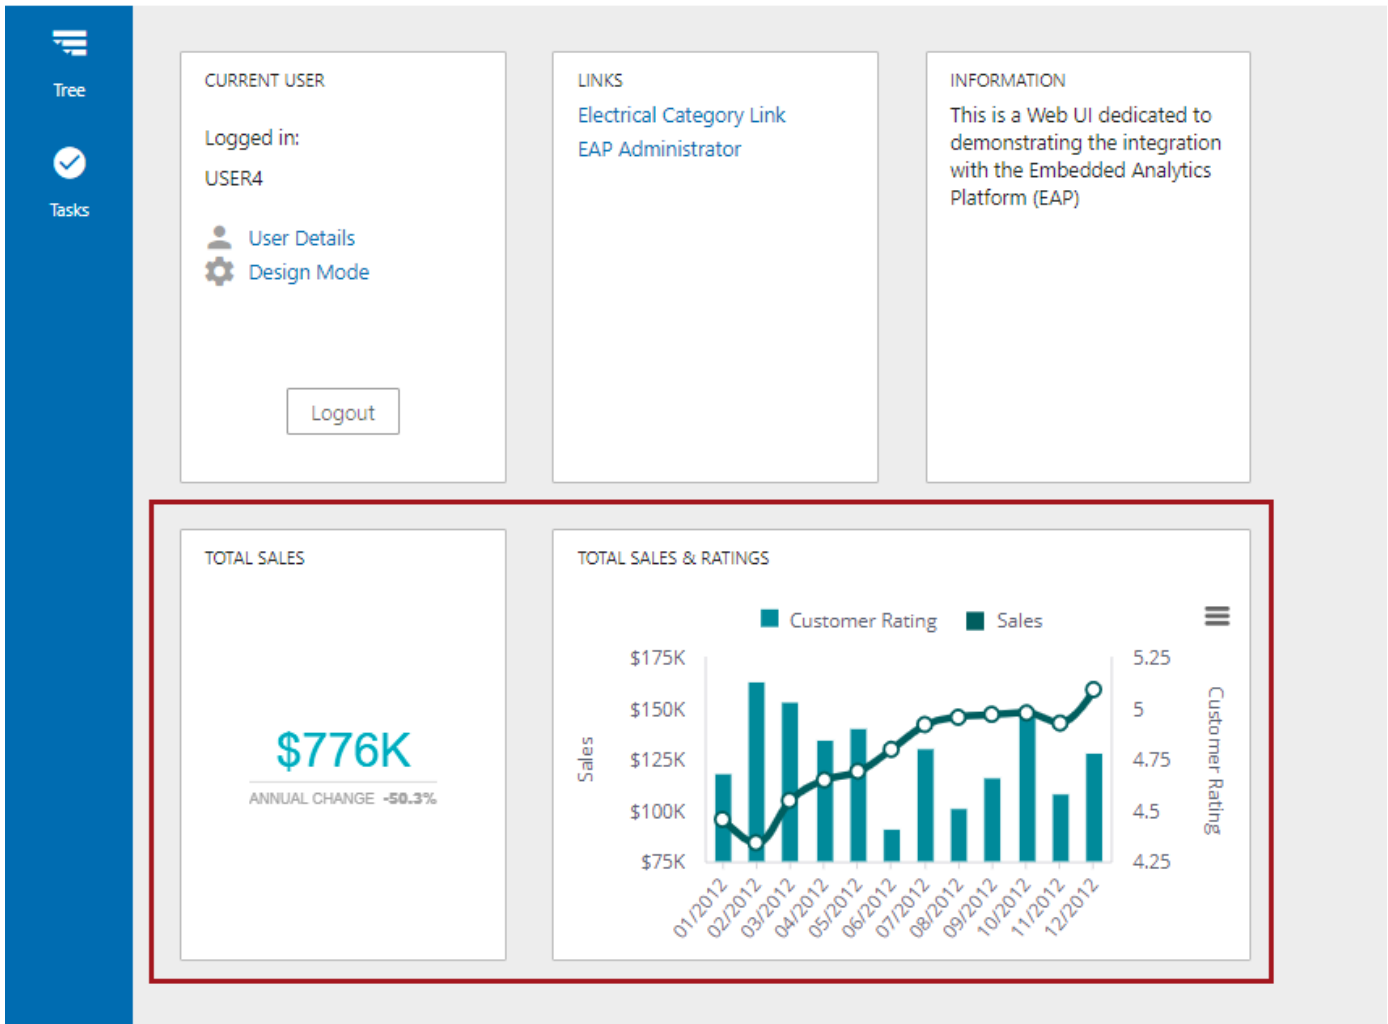 Tree
Tasks
CURRENT USER
Logged in:
USER4
User Details
Design Mode
Logout
LINKS
Electrical Category Link
EAP Administrator
INFORMATION
This is a Web UI dedicated to
demonstrating the integration
with the Embedded Analytics
Platform (EAP)
TOTAL SALES
$776K
ANNUAL CHANGE -50.3%
TOTAL SALES & RATINGS
Customer Rating Sales
$175K
$150K
$125K
$100K
$75K
Sales
5.25
5
4.75
4.5
4.25
Customer Rating
01/2012
02/2012
03/2012
04/2012
05/2012
06/2012
07/2012
08/2012
09/2012
10/2012
11/2012
12/2012